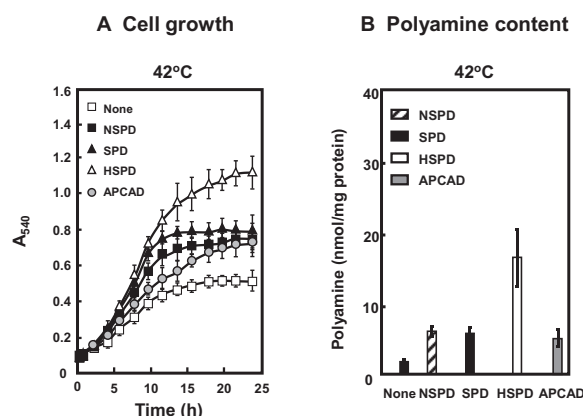 A Cell growth
42°C
A540
1.6
1.4
1.2
1.0
0.8
0.6
0.4
0.2
0
None
NSPD
SPD
HSPD
APCAD
0 5 10 15 20 25
Time (h)
B Polyamine content
42°C
Polyamine (nmol/mg protein)
40
30
20
10
0
NSPD
SPD
HSPD
APCAD
None NSPD SPD HSPD APCAD